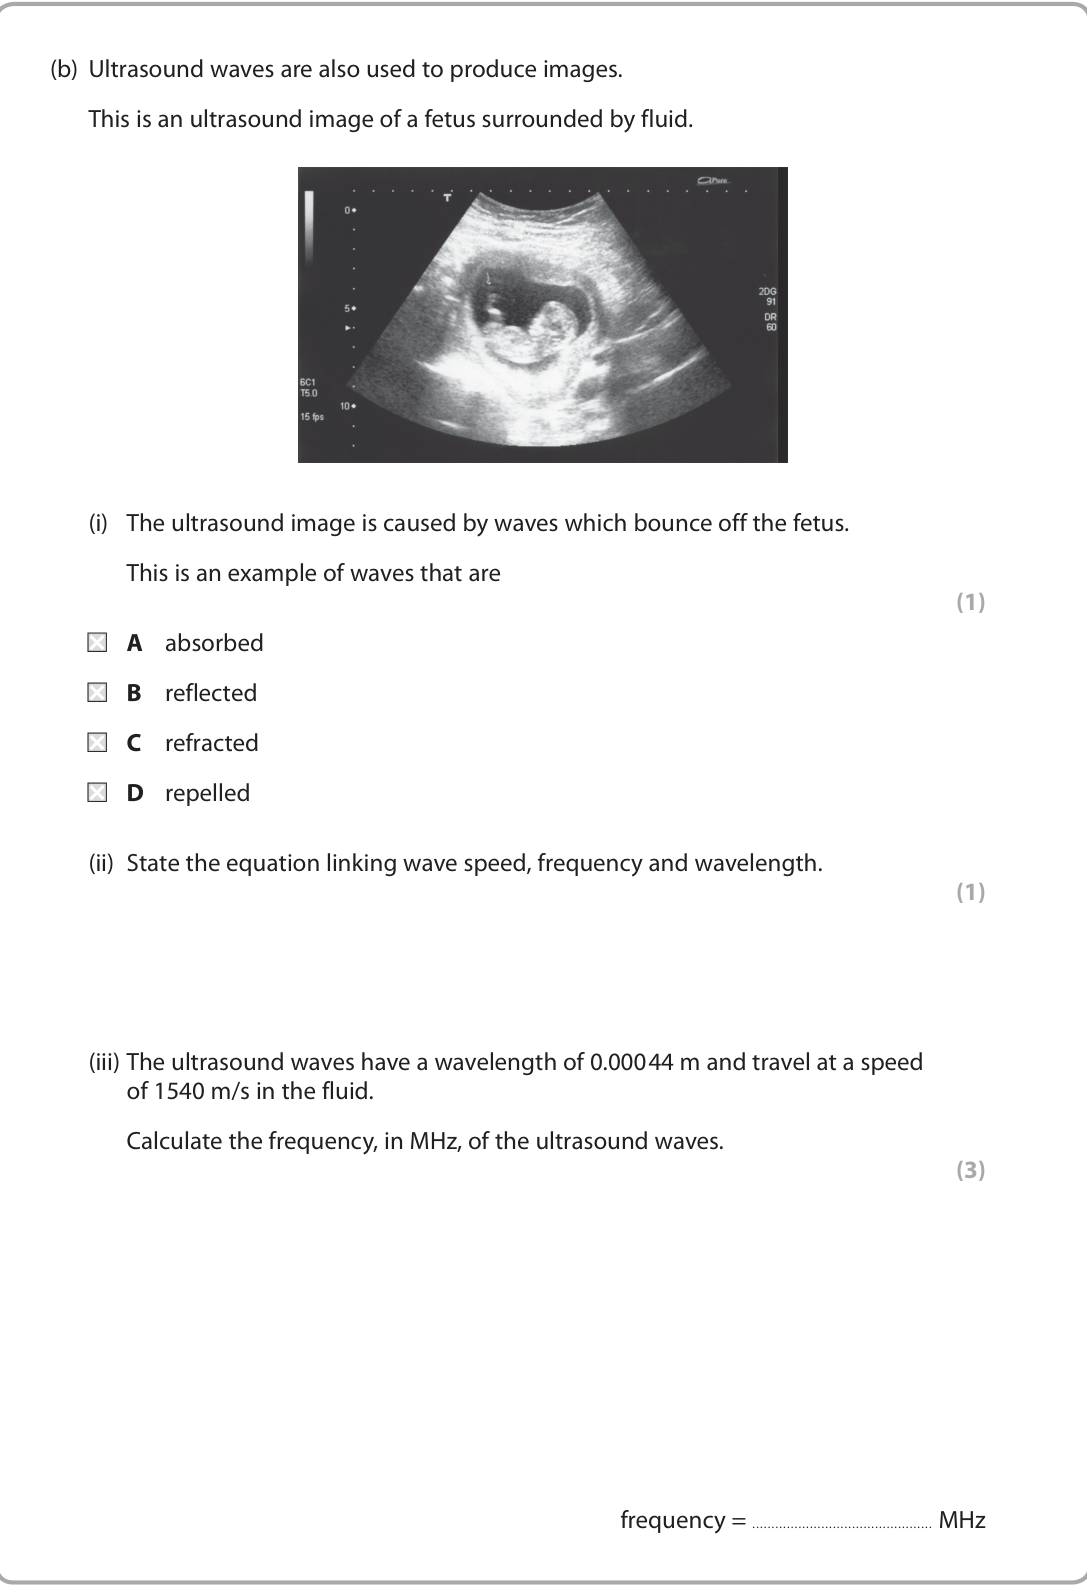 (b) Ultrasound waves are also used to produce images.
This is an ultrasound image of a fetus surrounded by fluid.
T
0
5
10
2DG
91
DR
60
6C1
T5.0
15 fps
(i) The ultrasound image is caused by waves which bounce off the fetus.
This is an example of waves that are
(1)
A absorbed
B reflected
C refracted
D repelled
(ii) State the equation linking wave speed, frequency and wavelength.
(1)
(iii) The ultrasound waves have a wavelength of 0.00044 m and travel at a speed
of 1540 m/s in the fluid.
Calculate the frequency, in MHz, of the ultrasound waves.
(3)
frequency = .............................................. MHz